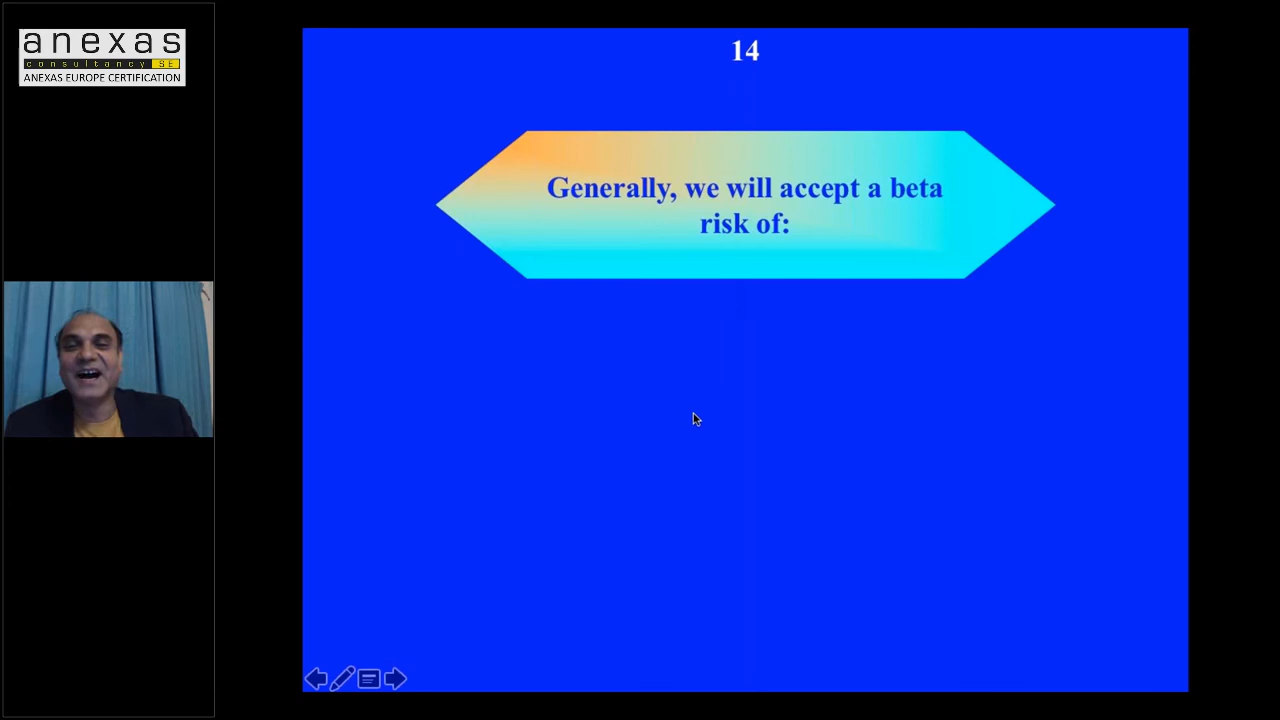 anexas
consultancy SE
ANEXAS EUROPE CERTIFICATION
14
Generally, we will accept a beta
risk of: